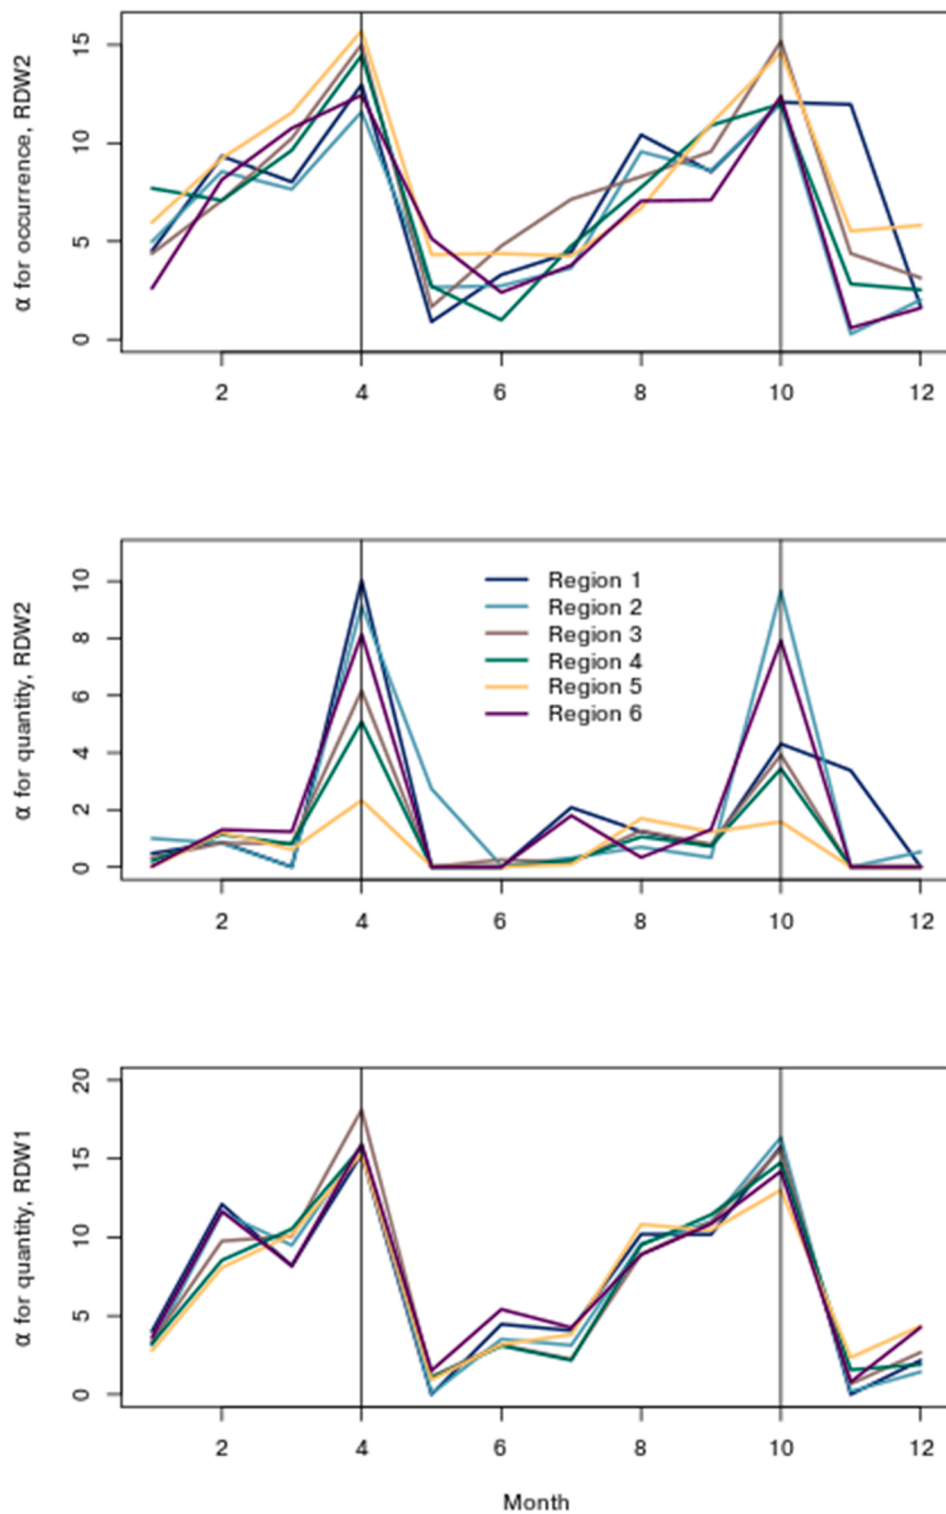 α for occurrence, RDW2
15
10
5
0
2 4 6 8 10 12
α for quantity, RDW2
10
8
6
4
2
0
Region 1
Region 2
Region 3
Region 4
Region 5
Region 6
2 4 6 8 10 12
α for quantity, RDW1
20
15
10
5
0
2 4 6 8 10 12
Month